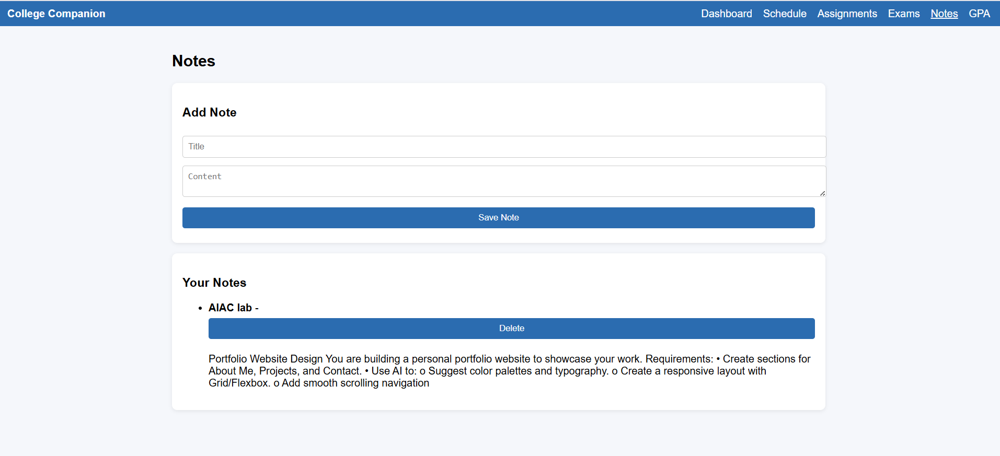 College Companion
Dashboard Schedule Assignments Exams Notes GPA
Notes
Add Note
Title
Content
Save Note
Your Notes
• AIAC lab -
Delete
Portfolio Website Design You are building a personal portfolio website to showcase your work. Requirements: • Create sections for
About Me, Projects, and Contact. • Use AI to: o Suggest color palettes and typography. o Create a responsive layout with
Grid/Flexbox. o Add smooth scrolling navigation